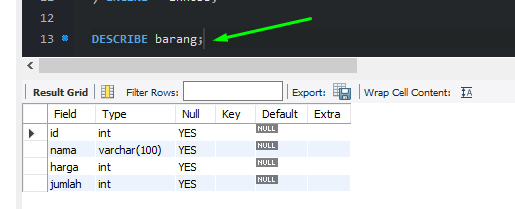 12
13 DESCRIBE barang;
Result Grid Filter Rows: Export: Wrap Cell Content:
Field Type Null Key Default Extra
id int YES NULL
nama varchar(100) YES NULL
harga int YES NULL
jumlah int YES NULL